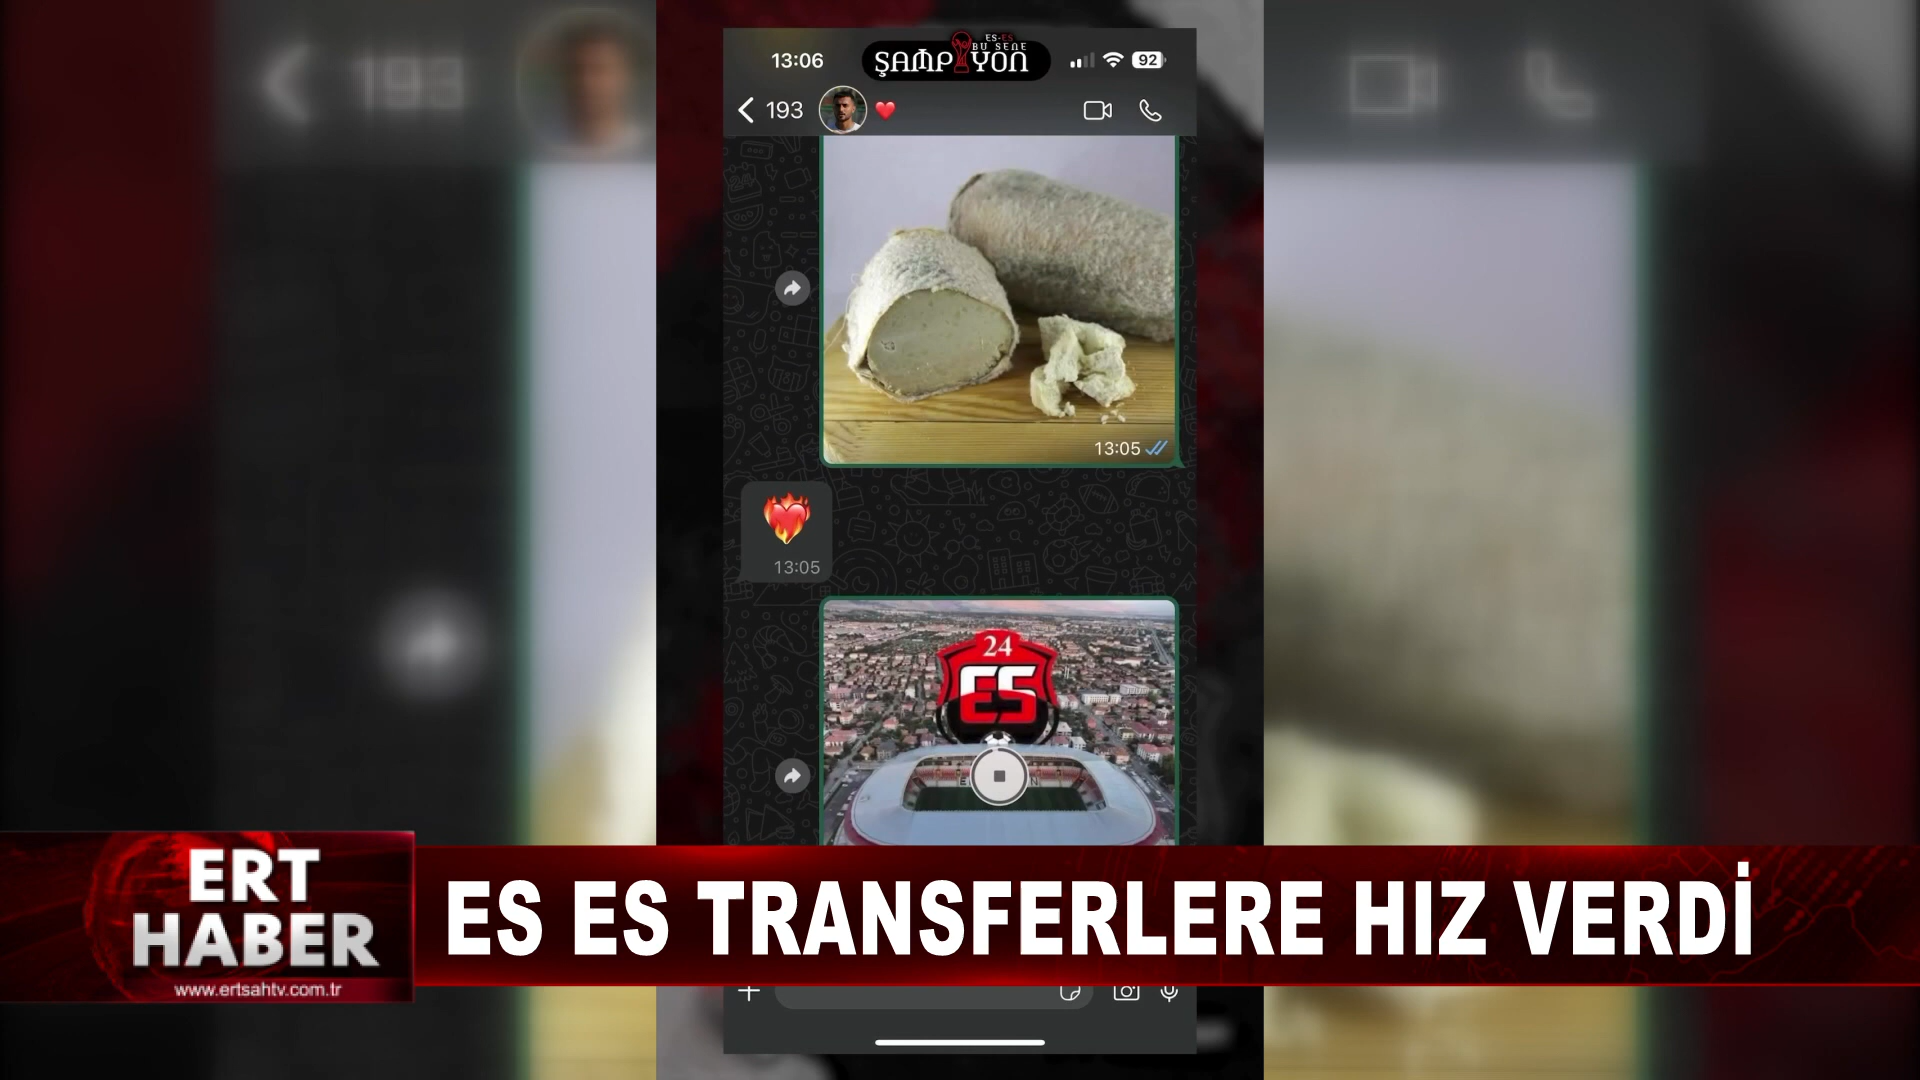 13:06
ES-ES
BU SENE
ŞAMPİYON
92
193
193
13:05
13:05
24
ES
ERT
HABER
www.ertsahtv.com.tr
ES ES TRANSFERLERE HIZ VERDİ